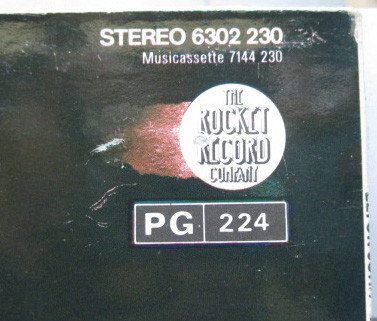 STEREO 6302 230
Musicassette 7144 230
THE
ROCKET
RECORD
COMPANY
PG 224